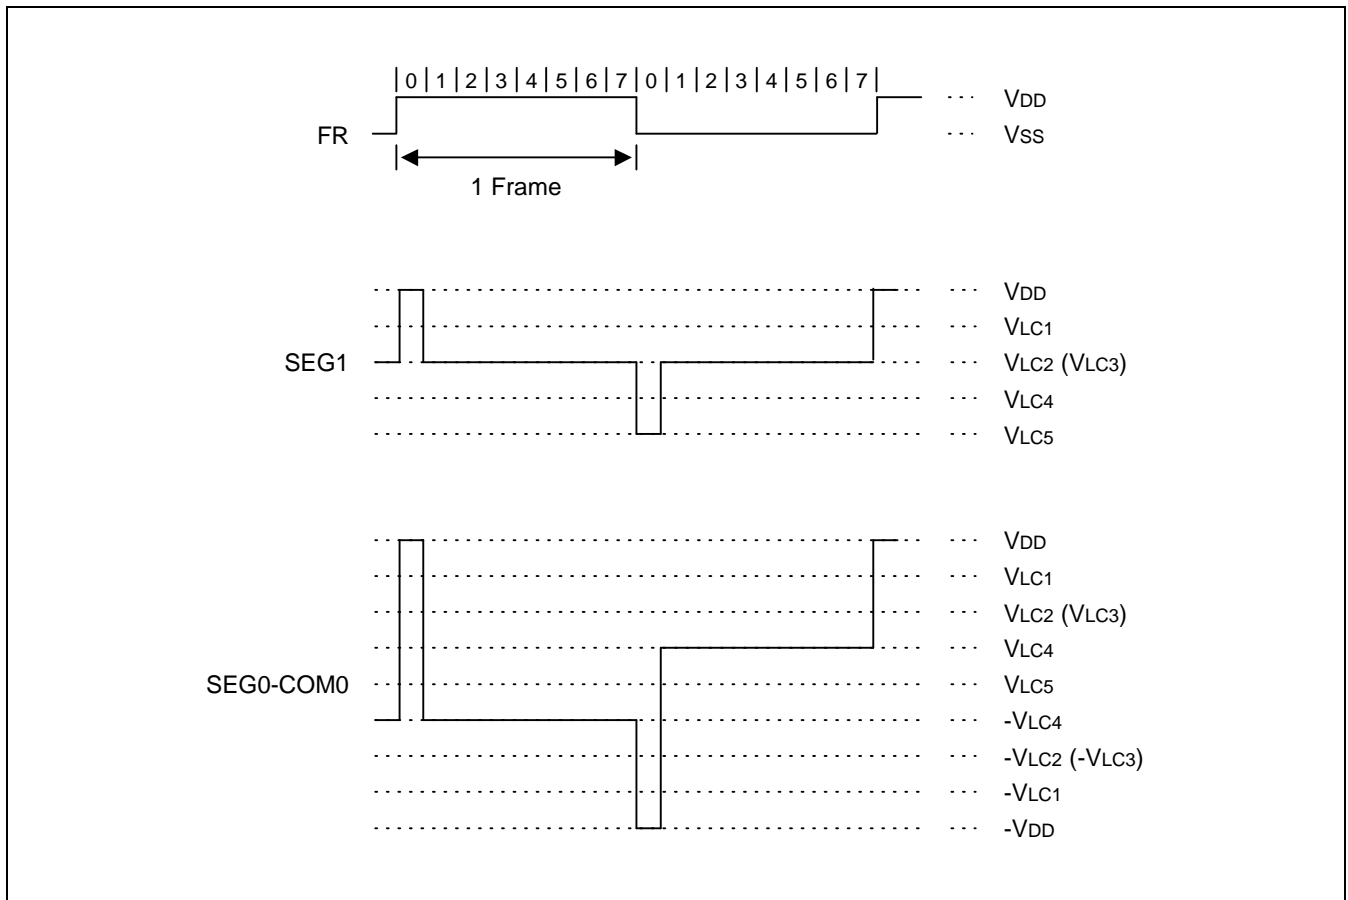 0 1 2 3 4 5 6 7 0 1 2 3 4 5 6 7
VDD
FR
VSS
1 Frame
VDD
VLC1
SEG1
VLC2 (VLC3)
VLC4
VLC5
VDD
VLC1
VLC2 (VLC3)
VLC4
SEG0-COM0
VLC5
-VLC4
-VLC2 (-VLC3)
-VLC1
-VDD